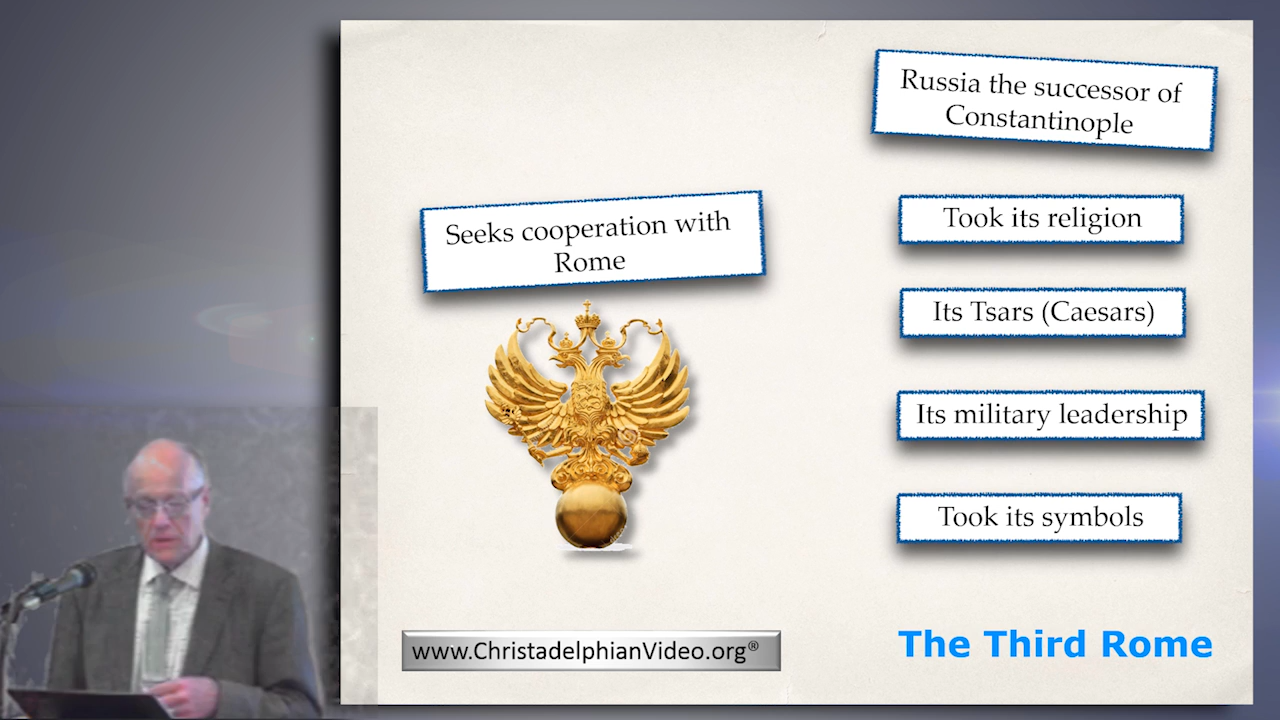 Russia the successor of
Constantinople
Seeks cooperation with
Rome
Took its religion
Its Tsars (Caesars)
Its military leadership
Took its symbols
www.ChristadelphianVideo.org®
The Third Rome